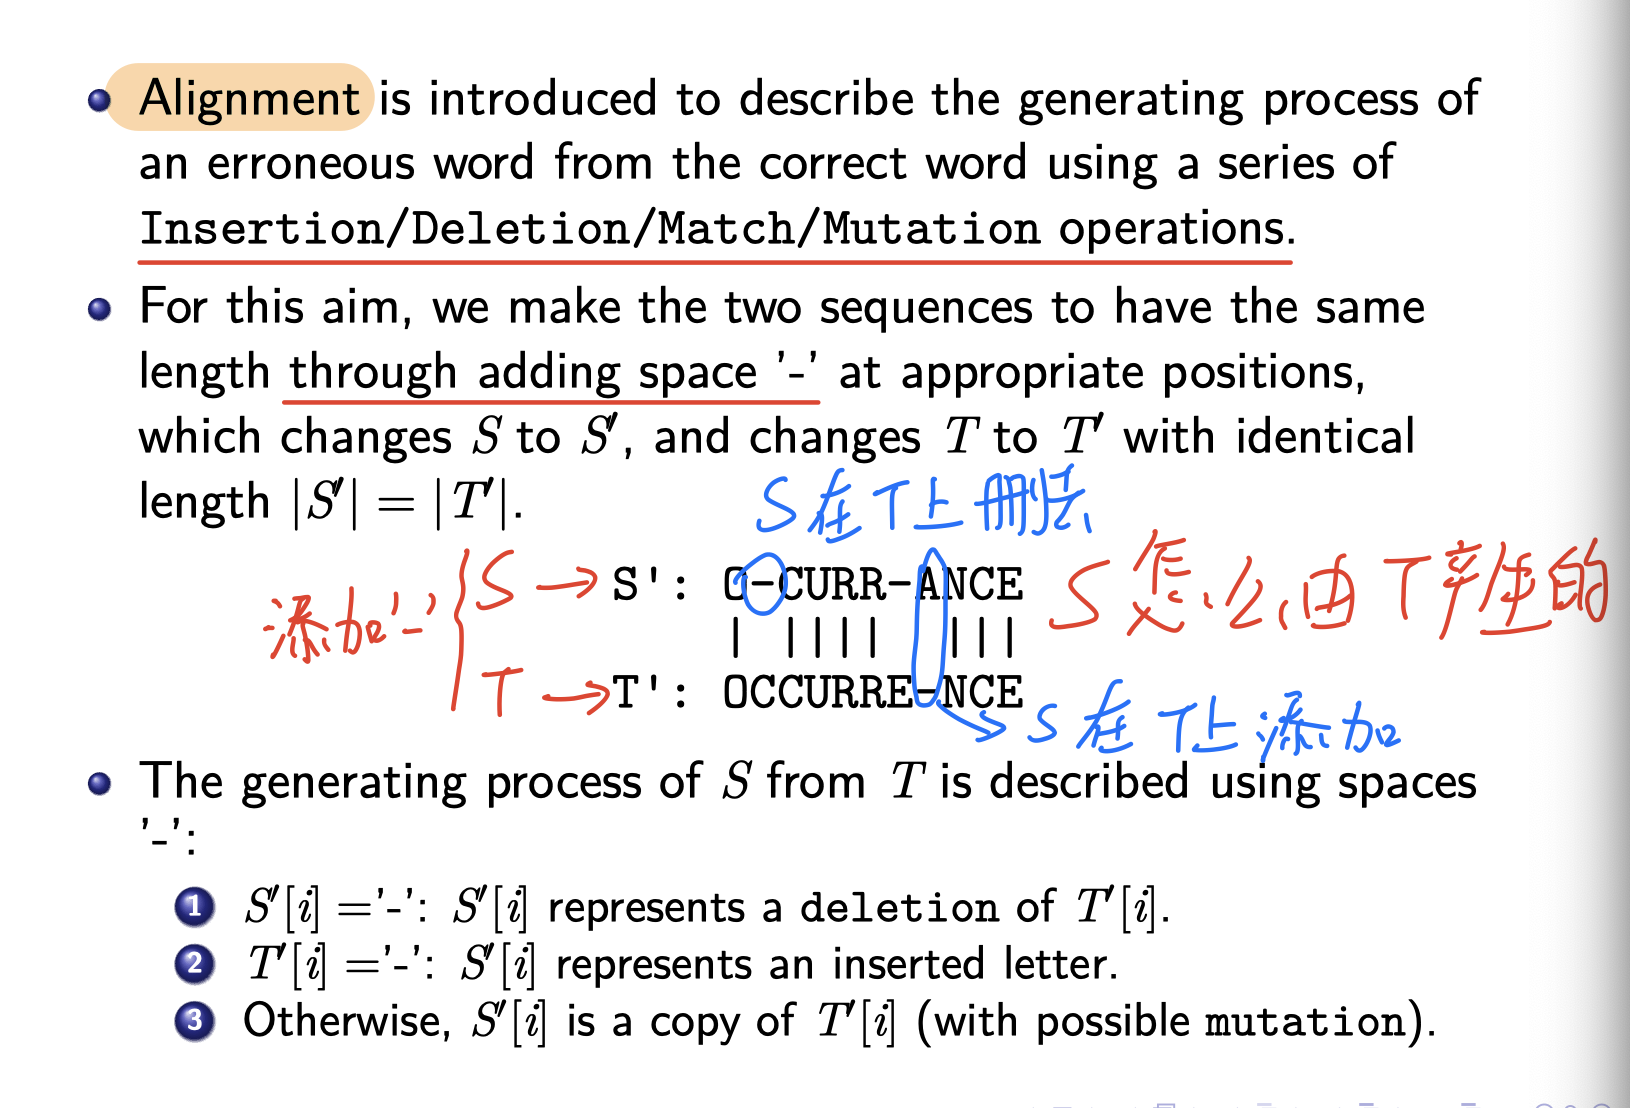 Alignment is introduced to describe the generating process of
an erroneous word from the correct word using a series of
Insertion/Deletion/Match/Mutation operations.
For this aim, we make the two sequences to have the same
length through adding space '-' at appropriate positions,
which changes S to S′, and changes T to T′ with identical
length |S′| = |T′|.
S在T上删去
添加'-'
S → S': O-CURR-ANCE
| |||| |||
T → T': OCCURRE-NCE
S怎么由T产生的
→ S在T上添加
The generating process of S from T is described using spaces
'-':
1 S′[i] ='-': S′[i] represents a deletion of T′[i].
2 T′[i] ='-': S′[i] represents an inserted letter.
3 Otherwise, S′[i] is a copy of T′[i] (with possible mutation).